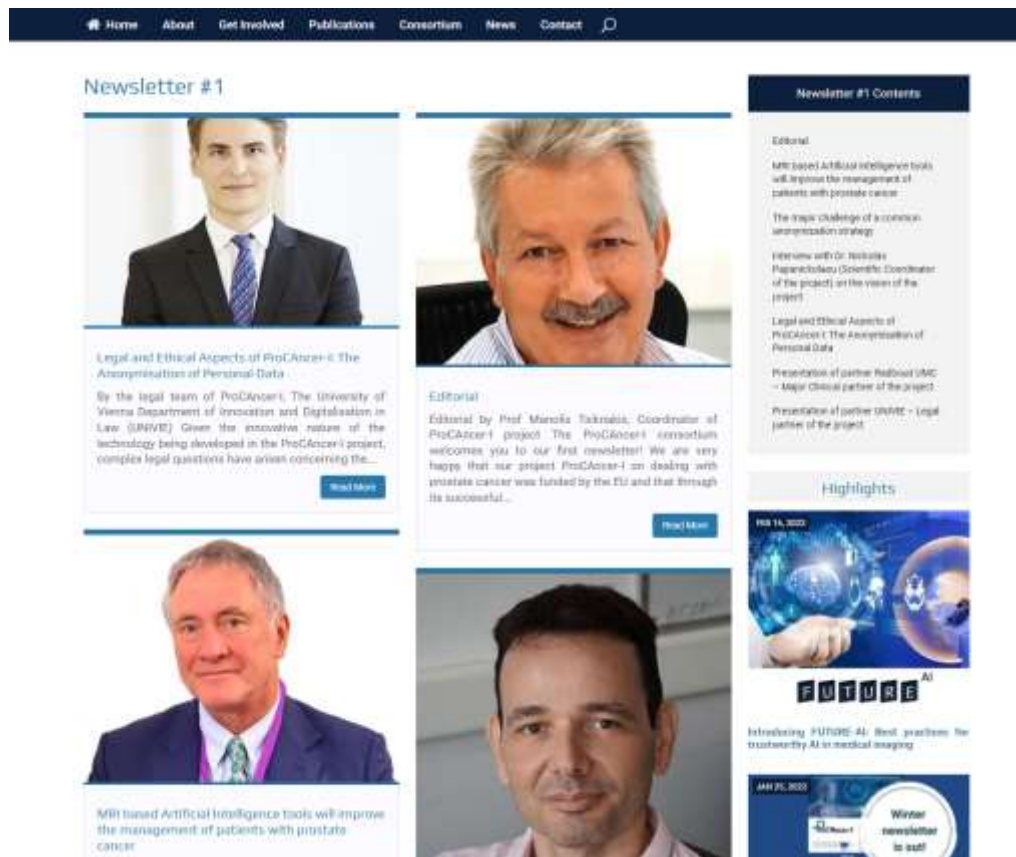 Home About Get Involved Publications Consortium News Contact
Newsletter #1
Legal and Ethical Aspects of ProCAncer-I: The
Anonymisation of Personal Data
By the legal team of ProCAncer-I, The University of
Vienna Department of Innovation and Digitalisation in
Law (UNIVIE) Given the innovative nature of the
technology being developed in the ProCAncer-I project,
complex legal questions have arisen concerning the...
Read More
MRI based Artificial Intelligence tools will improve
the management of patients with prostate
cancer
Editorial
Editorial by Prof Manolis Tsiknakis, Coordinator of
ProCAncer-I project The ProCAncer-I consortium
welcomes you to our first newsletter! We are very
happy that our project ProCAncer-I on dealing with
prostate cancer was funded by the EU and that through
its successful...
Read More
Newsletter #1 Contents
Editorial
MRI based Artificial Intelligence tools
will improve the management of
patients with prostate cancer
The major challenge of a common
anonymization strategy
Interview with Dr. Nickolas
Papanikolaou (Scientific Coordinator
of the project) on the vision of the
project
Legal and Ethical Aspects of
ProCAncer-I: The Anonymisation of
Personal Data
Presentation of partner Radboud UMC
– Major Clinical partner of the project
Presentation of partner UNIVIE – Legal
partner of the project
Highlights
FEB 16, 2022
FUTURE AI
Introducing FUTURE-AI: Best practices for
trustworthy AI in medical imaging
JAN 25, 2022
ProCAncer-I
Winter
newsletter
is out!